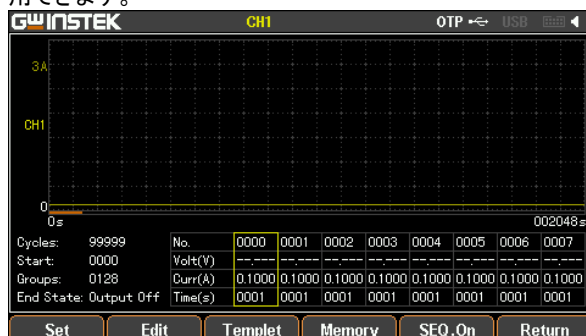 用できます。
GWINSTEK CH1 OTP USB
3A
CH1
0
0s 002048s
Cycles: 99999 No. 0000 0001 0002 0003 0004 0005 0006 0007
Start: 0000 Volt(V) --.--- --.--- --.--- --.--- --.--- --.--- --.--- --.---
Groups: 0128 Curr(A) 0.1000 0.1000 0.1000 0.1000 0.1000 0.1000 0.1000 0.1000
End State: Output Off Time(s) 0001 0001 0001 0001 0001 0001 0001 0001
Set Edit Templet Memory SEQ.On Return